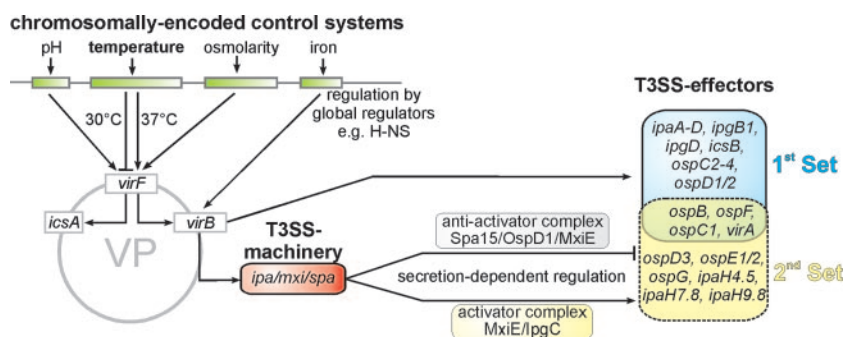 chromosomally-encoded control systems
pH temperature osmolarity iron
30°C 37°C
regulation by
global regulators
e.g. H-NS
virF
icsA
virB
VP
T3SS-
machinery
ipa/mxi/spa
anti-activator complex
Spa15/OspD1/MxiE
secretion-dependent regulation
activator complex
MxiE/IpgC
T3SS-effectors
ipaA-D, ipgB1,
ipgD, icsB,
ospC2-4,
ospD1/2
1st Set
ospB, ospF,
ospC1, virA
ospD3, ospE1/2,
ospG, ipaH4.5,
ipaH7.8, ipaH9.8
2nd Set